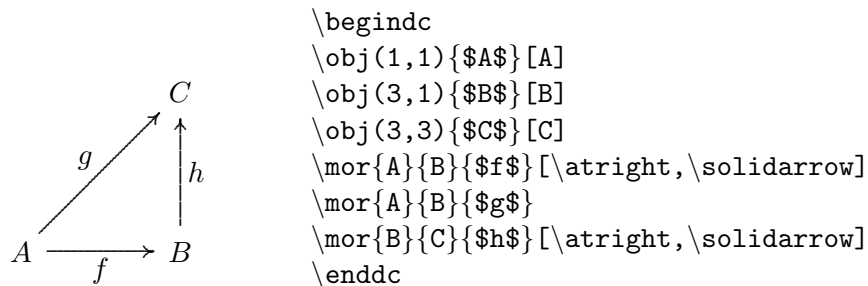 C
g
h
A
f
B
\begindc
\obj(1,1){$A$}[A]
\obj(3,1){$B$}[B]
\obj(3,3){$C$}[C]
\mor{A}{B}{$f$}[\atright,\solidarrow]
\mor{A}{B}{$g$}
\mor{B}{C}{$h$}[\atright,\solidarrow]
\enddc